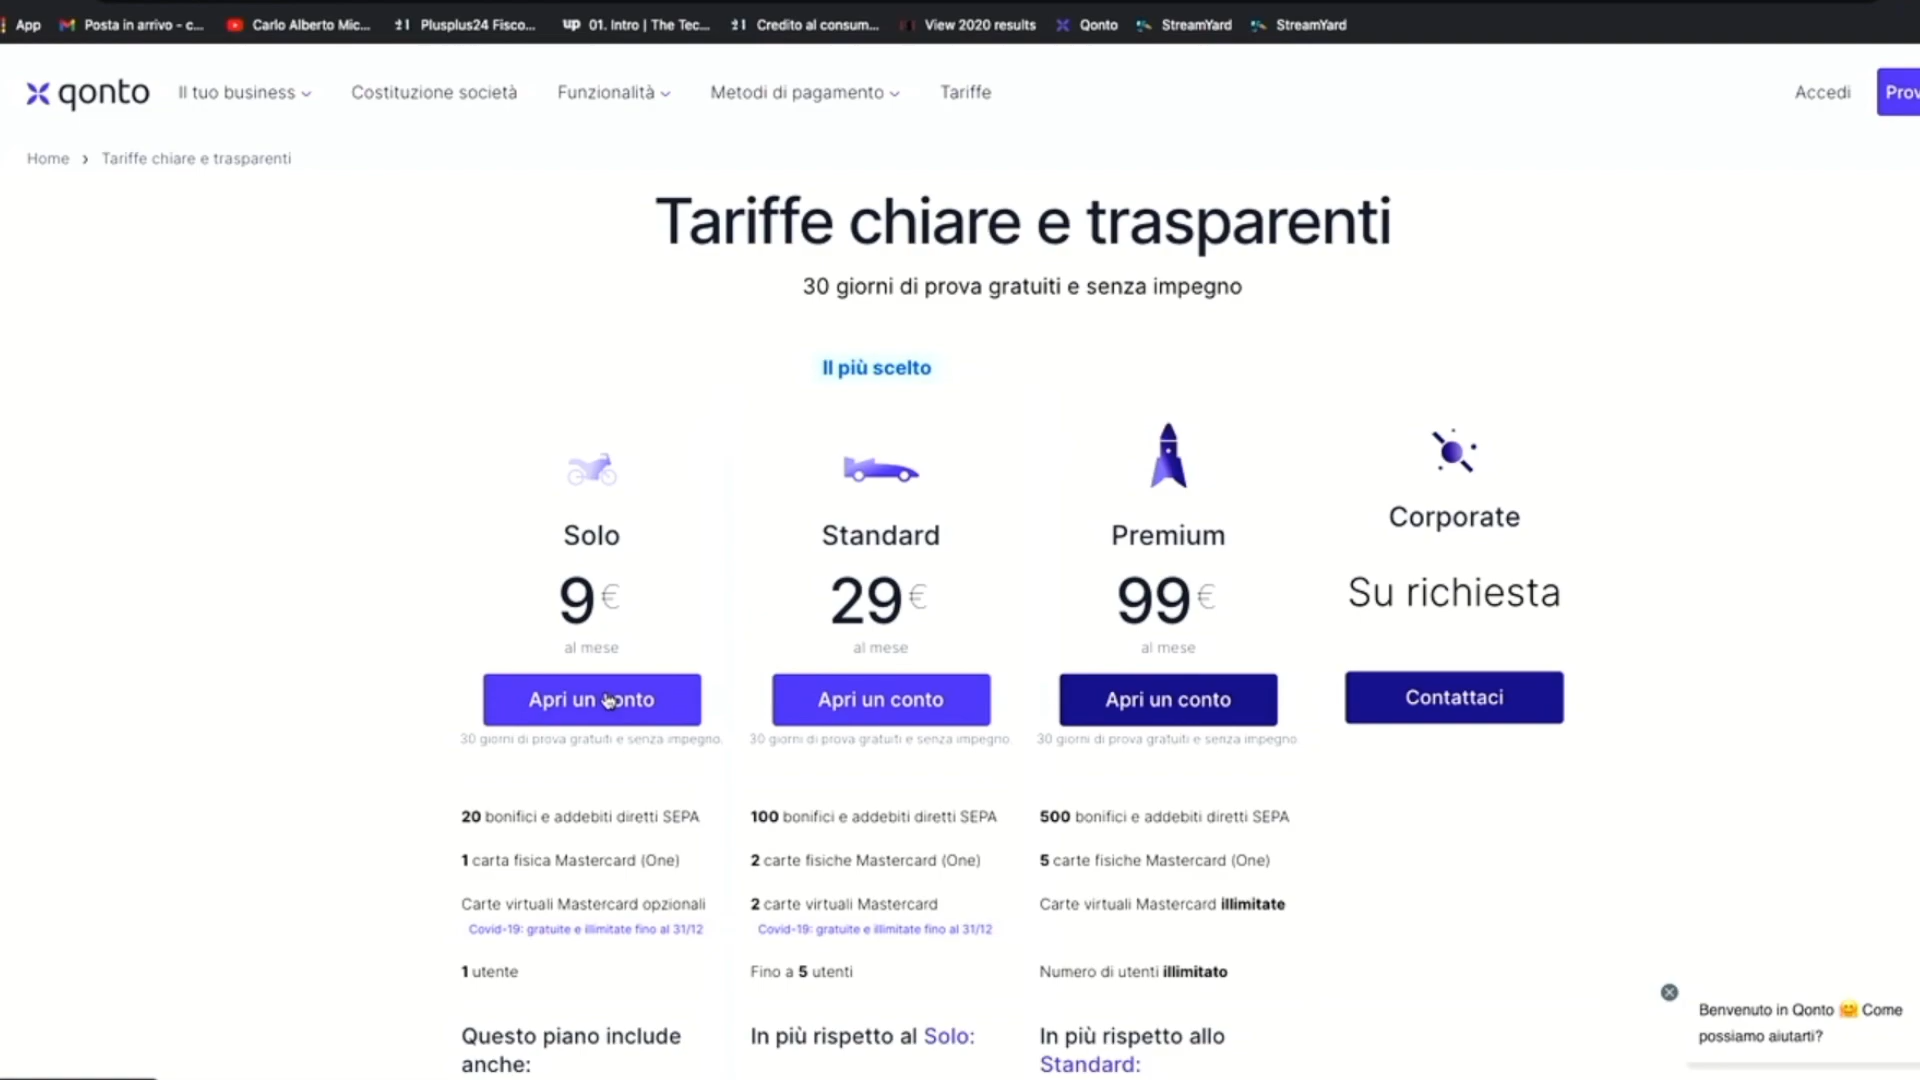 App
Posta in arrivo - c...
Carlo Alberto Mic...
Plusplus24 Fisco...
up 01. Intro | The Tec...
Credito al consum...
View 2020 results
Qonto
StreamYard
StreamYard
qonto
Il tuo business
Costituzione società
Funzionalità
Metodi di pagamento
Tariffe
Accedi
Prov
Home › Tariffe chiare e trasparenti
Tariffe chiare e trasparenti
30 giorni di prova gratuiti e senza impegno
Il più scelto
Solo
9 €
al mese
Apri un conto
30 giorni di prova gratuiti e senza impegno.
20 bonifici e addebiti diretti SEPA
1 carta fisica Mastercard (One)
Carte virtuali Mastercard opzionali
Covid-19: gratuite e illimitate fino al 31/12
1 utente
Questo piano include
anche:
Standard
29 €
al mese
Apri un conto
30 giorni di prova gratuiti e senza impegno.
100 bonifici e addebiti diretti SEPA
2 carte fisiche Mastercard (One)
2 carte virtuali Mastercard
Covid-19: gratuite e illimitate fino al 31/12
Fino a 5 utenti
In più rispetto al Solo:
Premium
99 €
al mese
Apri un conto
30 giorni di prova gratuiti e senza impegno
500 bonifici e addebiti diretti SEPA
5 carte fisiche Mastercard (One)
Carte virtuali Mastercard illimitate
Numero di utenti illimitato
In più rispetto allo
Standard:
Corporate
Su richiesta
Contattaci
Benvenuto in Qonto 🤗 Come
possiamo aiutarti?